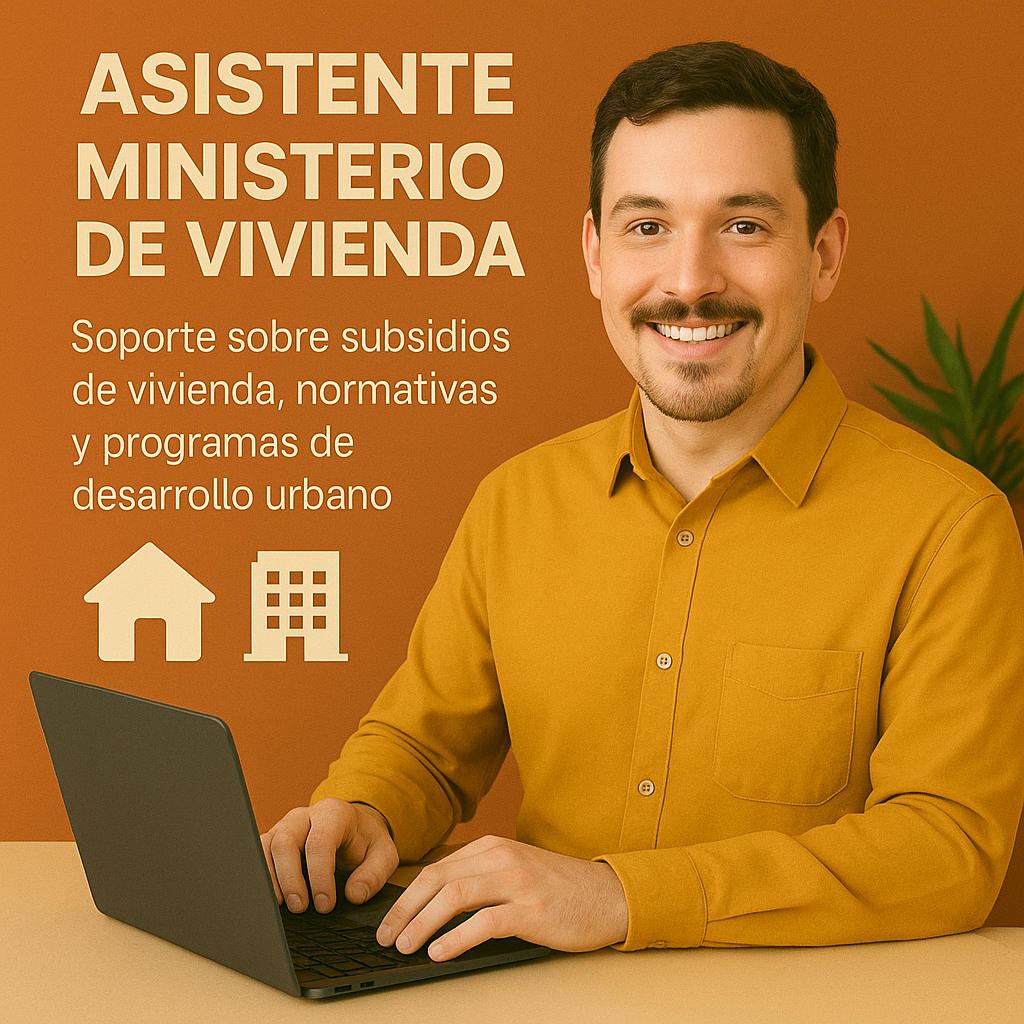 ASISTENTE
MINISTERIO
DE VIVIENDA
Soporte sobre subsidios
de vivienda, normativas
y programas de
desarrollo urbano